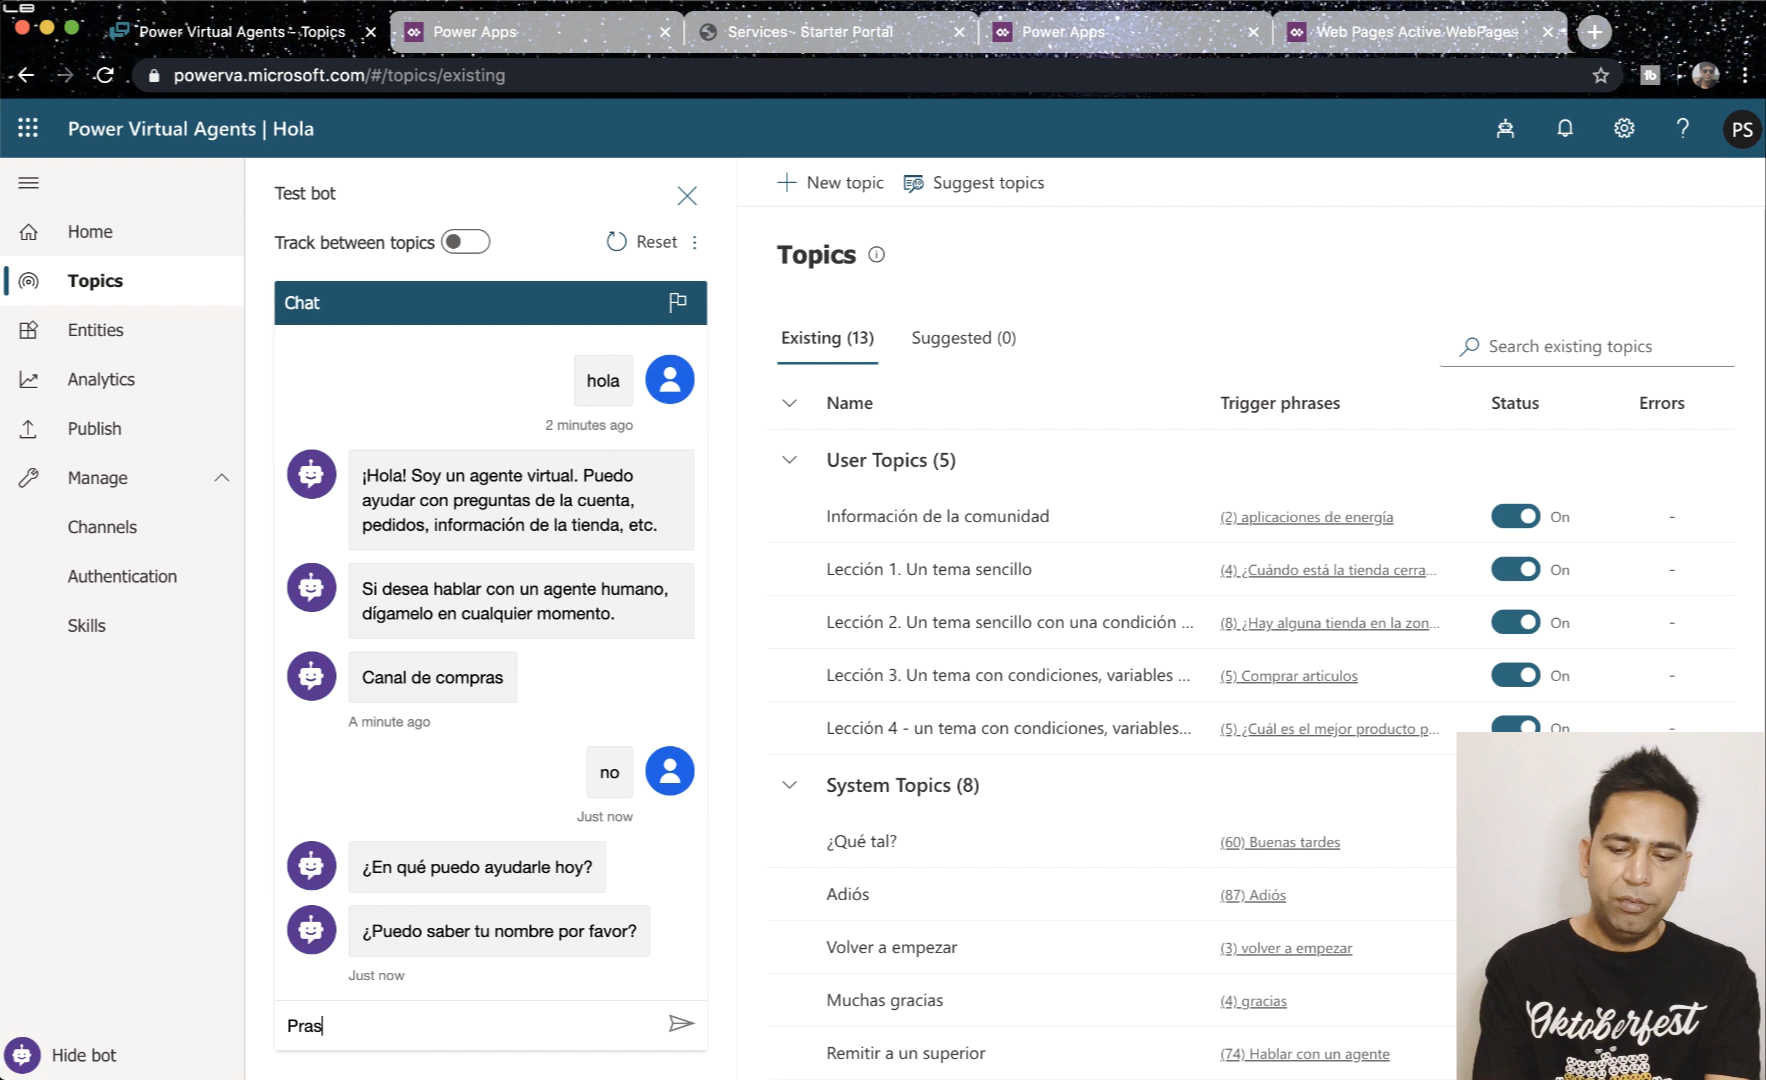 Power Virtual Agents - Topics
Power Apps
Services - Starter Portal
Power Apps
Web Pages Active WebPages
powerva.microsoft.com/#/topics/existing
Power Virtual Agents | Hola
PS
Home
Topics
Entities
Analytics
Publish
Manage
Channels
Authentication
Skills
Hide bot
Test bot
Track between topics
Reset
Chat
hola
2 minutes ago
¡Hola! Soy un agente virtual. Puedo
ayudar con preguntas de la cuenta,
pedidos, información de la tienda, etc.
Si desea hablar con un agente humano,
dígamelo en cualquier momento.
Canal de compras
A minute ago
no
Just now
¿En qué puedo ayudarle hoy?
¿Puedo saber tu nombre por favor?
Just now
Pras
New topic
Suggest topics
Topics
Existing (13)
Suggested (0)
Search existing topics
Name Trigger phrases Status Errors
User Topics (5)
Información de la comunidad (2) aplicaciones de energía On -
Lección 1. Un tema sencillo (4) ¿Cuándo está la tienda cerra... On -
Lección 2. Un tema sencillo con una condición ... (8) ¿Hay alguna tienda en la zon... On -
Lección 3. Un tema con condiciones, variables ... (5) Comprar artículos On -
Lección 4 - un tema con condiciones, variables... (5) ¿Cuál es el mejor producto p... On
System Topics (8)
¿Qué tal? (60) Buenas tardes
Adiós (87) Adiós
Volver a empezar (3) volver a empezar
Muchas gracias (4) gracias
Remitir a un superior (74) Hablar con un agente
Oktoberfest